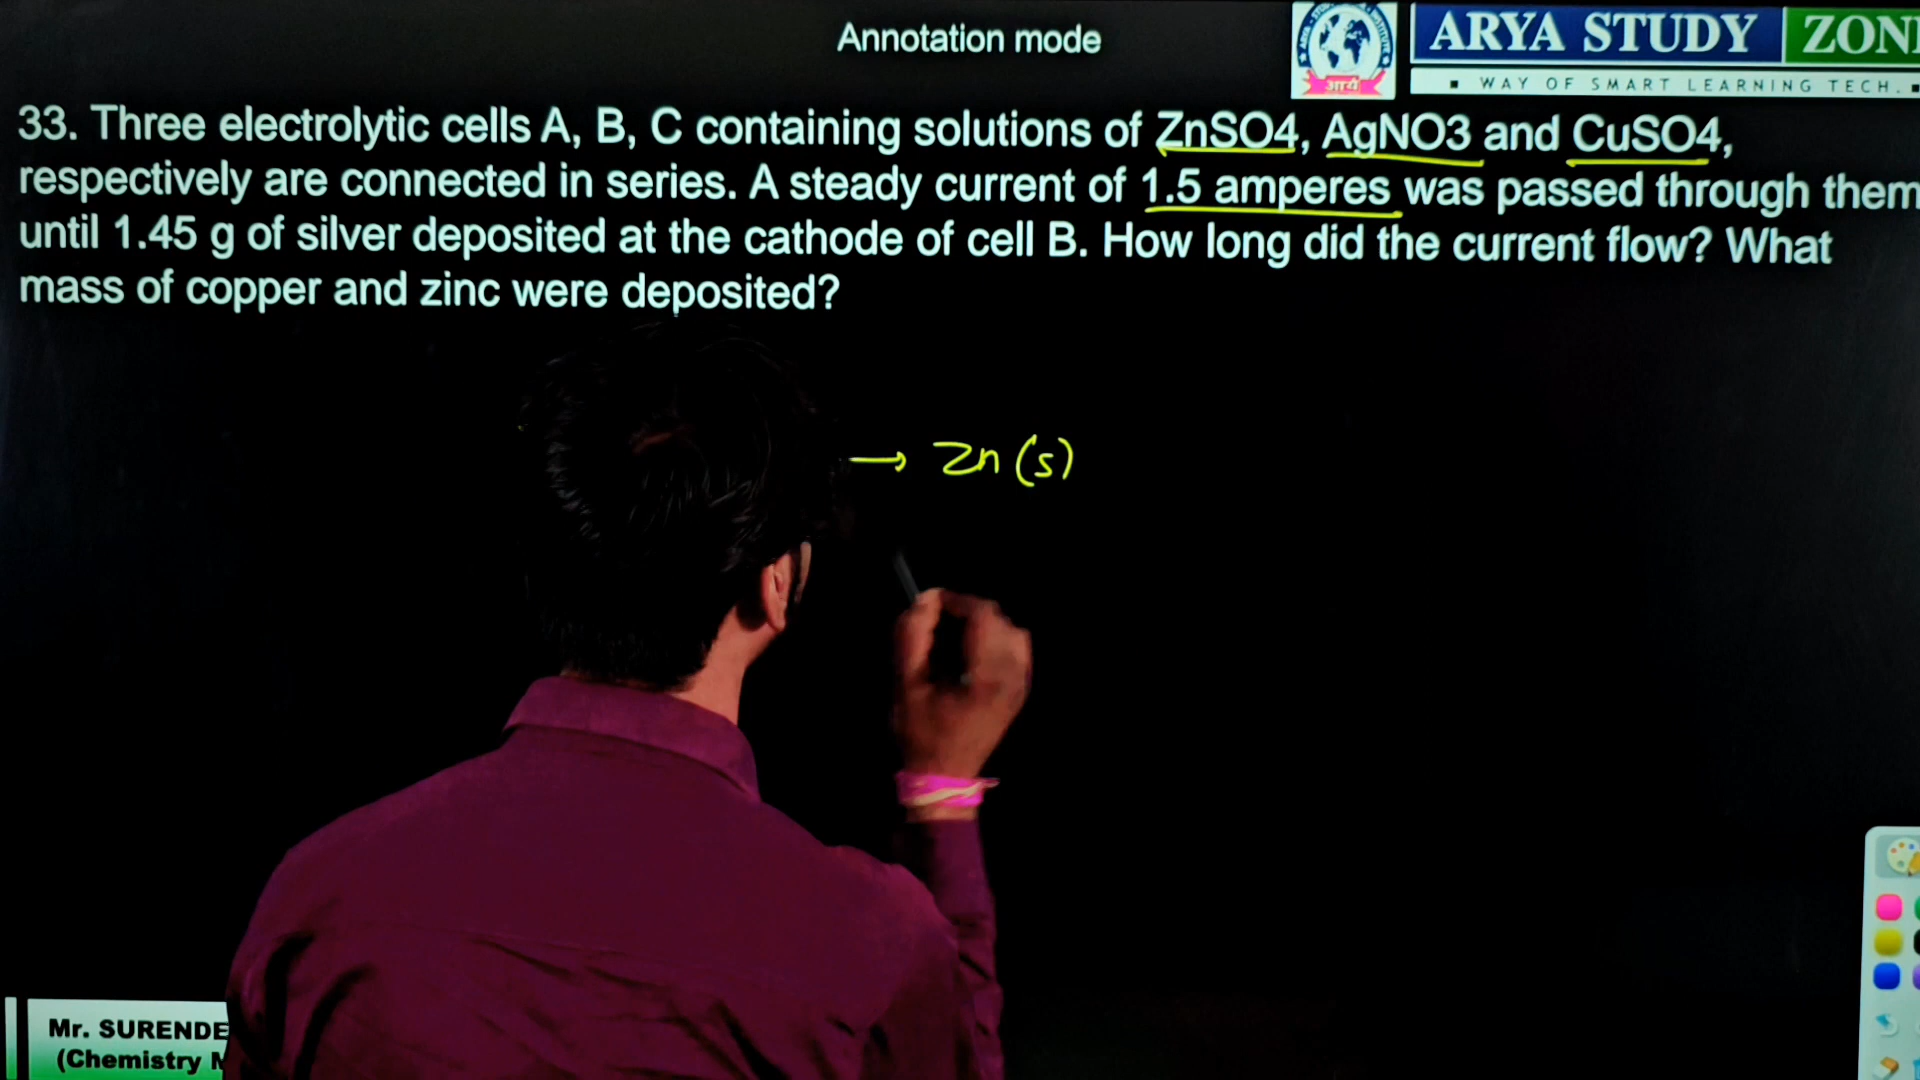 Annotation mode
ARYA STUDY ZON
आर्य
▪ WAY OF SMART LEARNING TECH. ▪
33. Three electrolytic cells A, B, C containing solutions of ZnSO4, AgNO3 and CuSO4,
respectively are connected in series. A steady current of 1.5 amperes was passed through them
until 1.45 g of silver deposited at the cathode of cell B. How long did the current flow? What
mass of copper and zinc were deposited?
→ Zn (s)
Mr. SURENDE
(Chemistry M